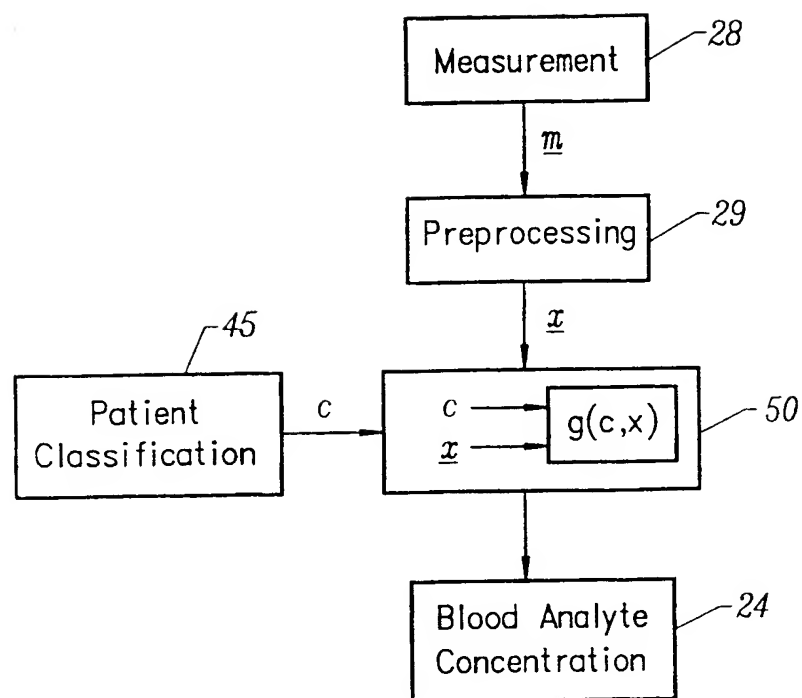 Measurement
28
m
Preprocessing
29
x
45
Patient
Classification
c
c
x
g(c,x)
50
Blood Analyte
Concentration
24